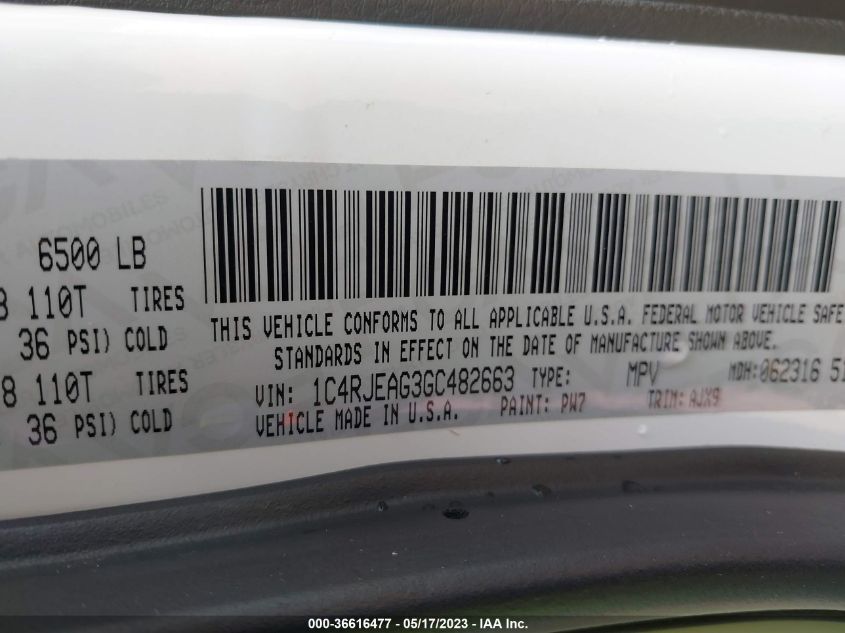 6500 LB
110T TIRES
36 PSI) COLD
8 110T TIRES
36 PSI) COLD
THIS VEHICLE CONFORMS TO ALL APPLICABLE U.S.A. FEDERAL MOTOR VEHICLE SAFE
STANDARDS IN EFFECT ON THE DATE OF MANUFACTURE SHOWN ABOVE.
VIN: 1C4RJEAG3GC482663 TYPE: MPV MDH:062316 51
VEHICLE MADE IN U.S.A. PAINT: PW7 TRIM: AJX9
000-36616477 - 05/17/2023 - IAA Inc.